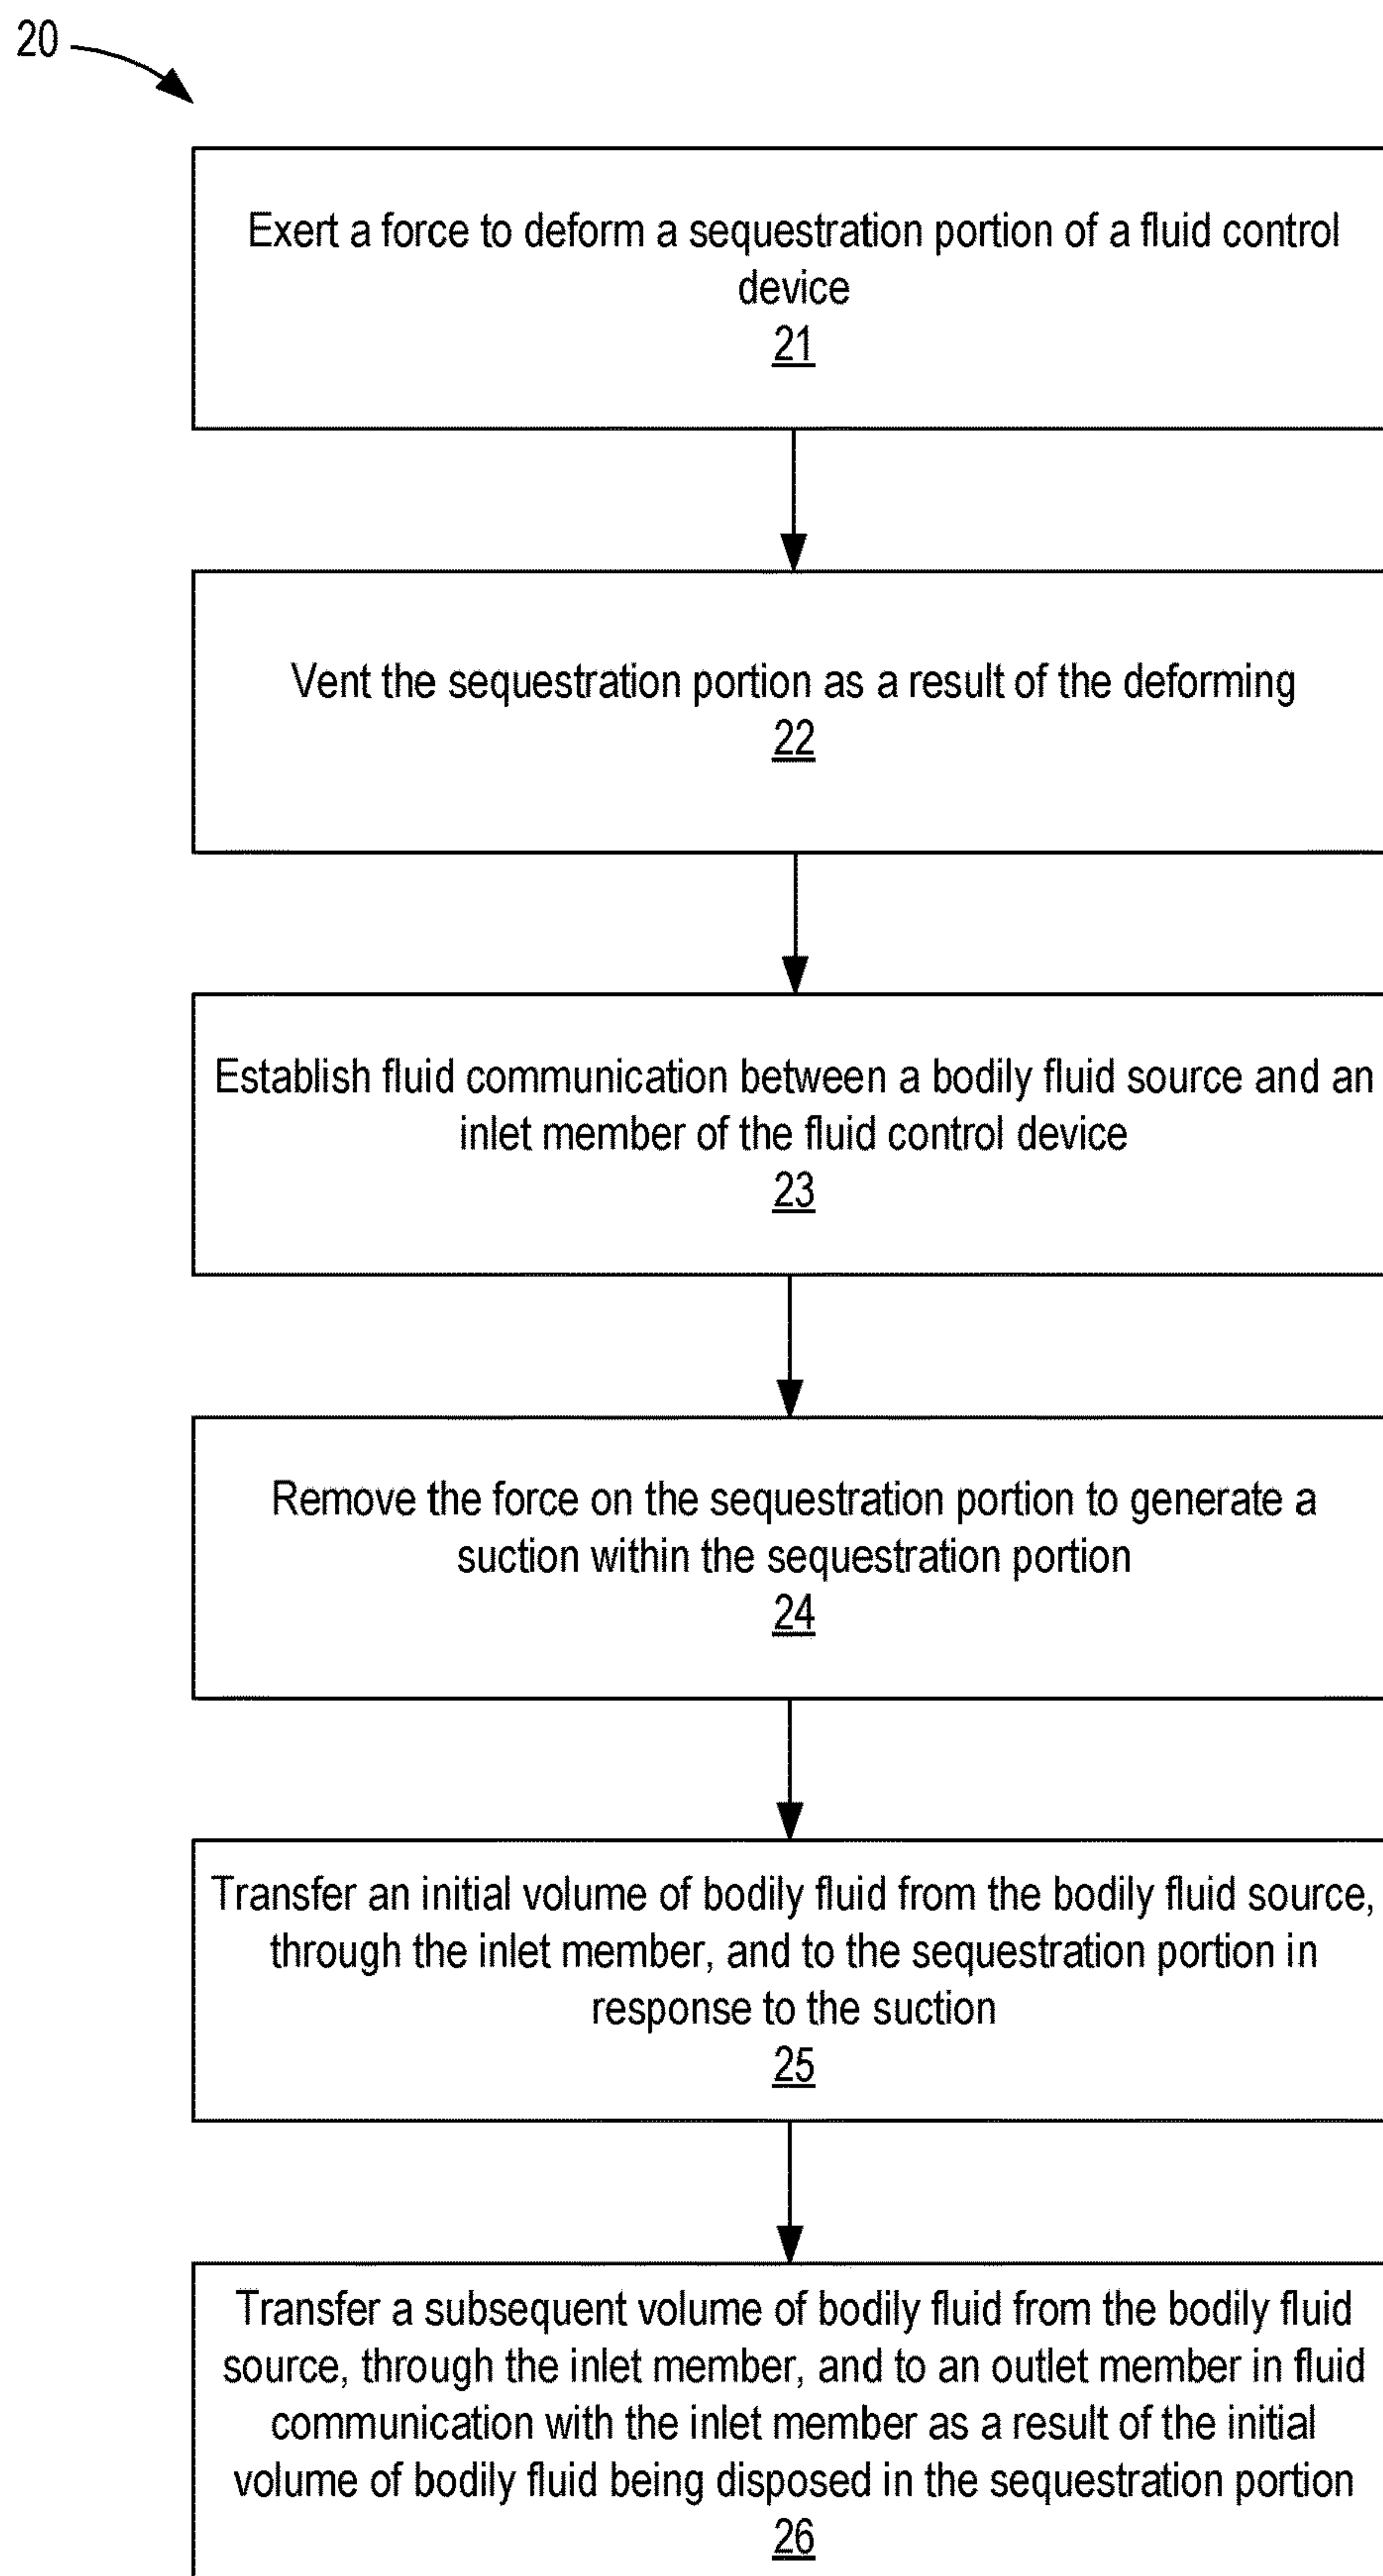 20
Exert a force to deform a sequestration portion of a fluid control
device
21
Vent the sequestration portion as a result of the deforming
22
Establish fluid communication between a bodily fluid source and an
inlet member of the fluid control device
23
Remove the force on the sequestration portion to generate a
suction within the sequestration portion
24
Transfer an initial volume of bodily fluid from the bodily fluid source,
through the inlet member, and to the sequestration portion in
response to the suction
25
Transfer a subsequent volume of bodily fluid from the bodily fluid
source, through the inlet member, and to an outlet member in fluid
communication with the inlet member as a result of the initial
volume of bodily fluid being disposed in the sequestration portion
26